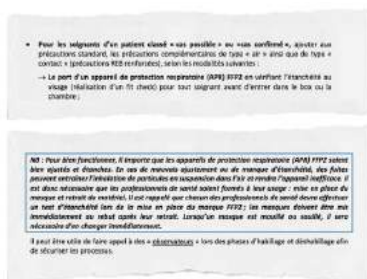 • Pour les soignants d'un patient classé « cas possible » ou «cas confirmé », ajouter aux
précautions standard, les précautions complémentaires de type « air » ainsi que de type «
contact » (précautions REB renforcées), selon les modalités suivantes :
→ Le port d'un appareil de protection respiratoire (APR) FFP2 en vérifiant l'étanchéité au
visage (réalisation d'un fit check) pour tout soignant avant d'entrer dans le box ou la
chambre ;
NB : Pour bien fonctionner, il importe que les appareils de protection respiratoire (APR) FFP2 soient
bien ajustés et étanches. En cas de mauvais ajustement ou de manque d'étanchéité, des fuites
peuvent entraîner l'inhalation de particules en suspension dans l'air et rendre l'appareil inefficace. Il
est donc nécessaire que les professionnels de santé soient formés à leur usage : mise en place du
masque et retrait du matériel. Il est rappelé que chacun des professionnels de santé devra effectuer
un test d'étanchéité lors de la mise en place du masque FFP2 ; les masques doivent être mis
immédiatement au rebut après leur retrait. Lorsqu'un masque est mouillé ou souillé, il sera
nécessaire d'en changer immédiatement.
Il peut être utile de faire appel à des « observateurs » lors des phases d'habillage et déshabillage afin
de sécuriser les processus.